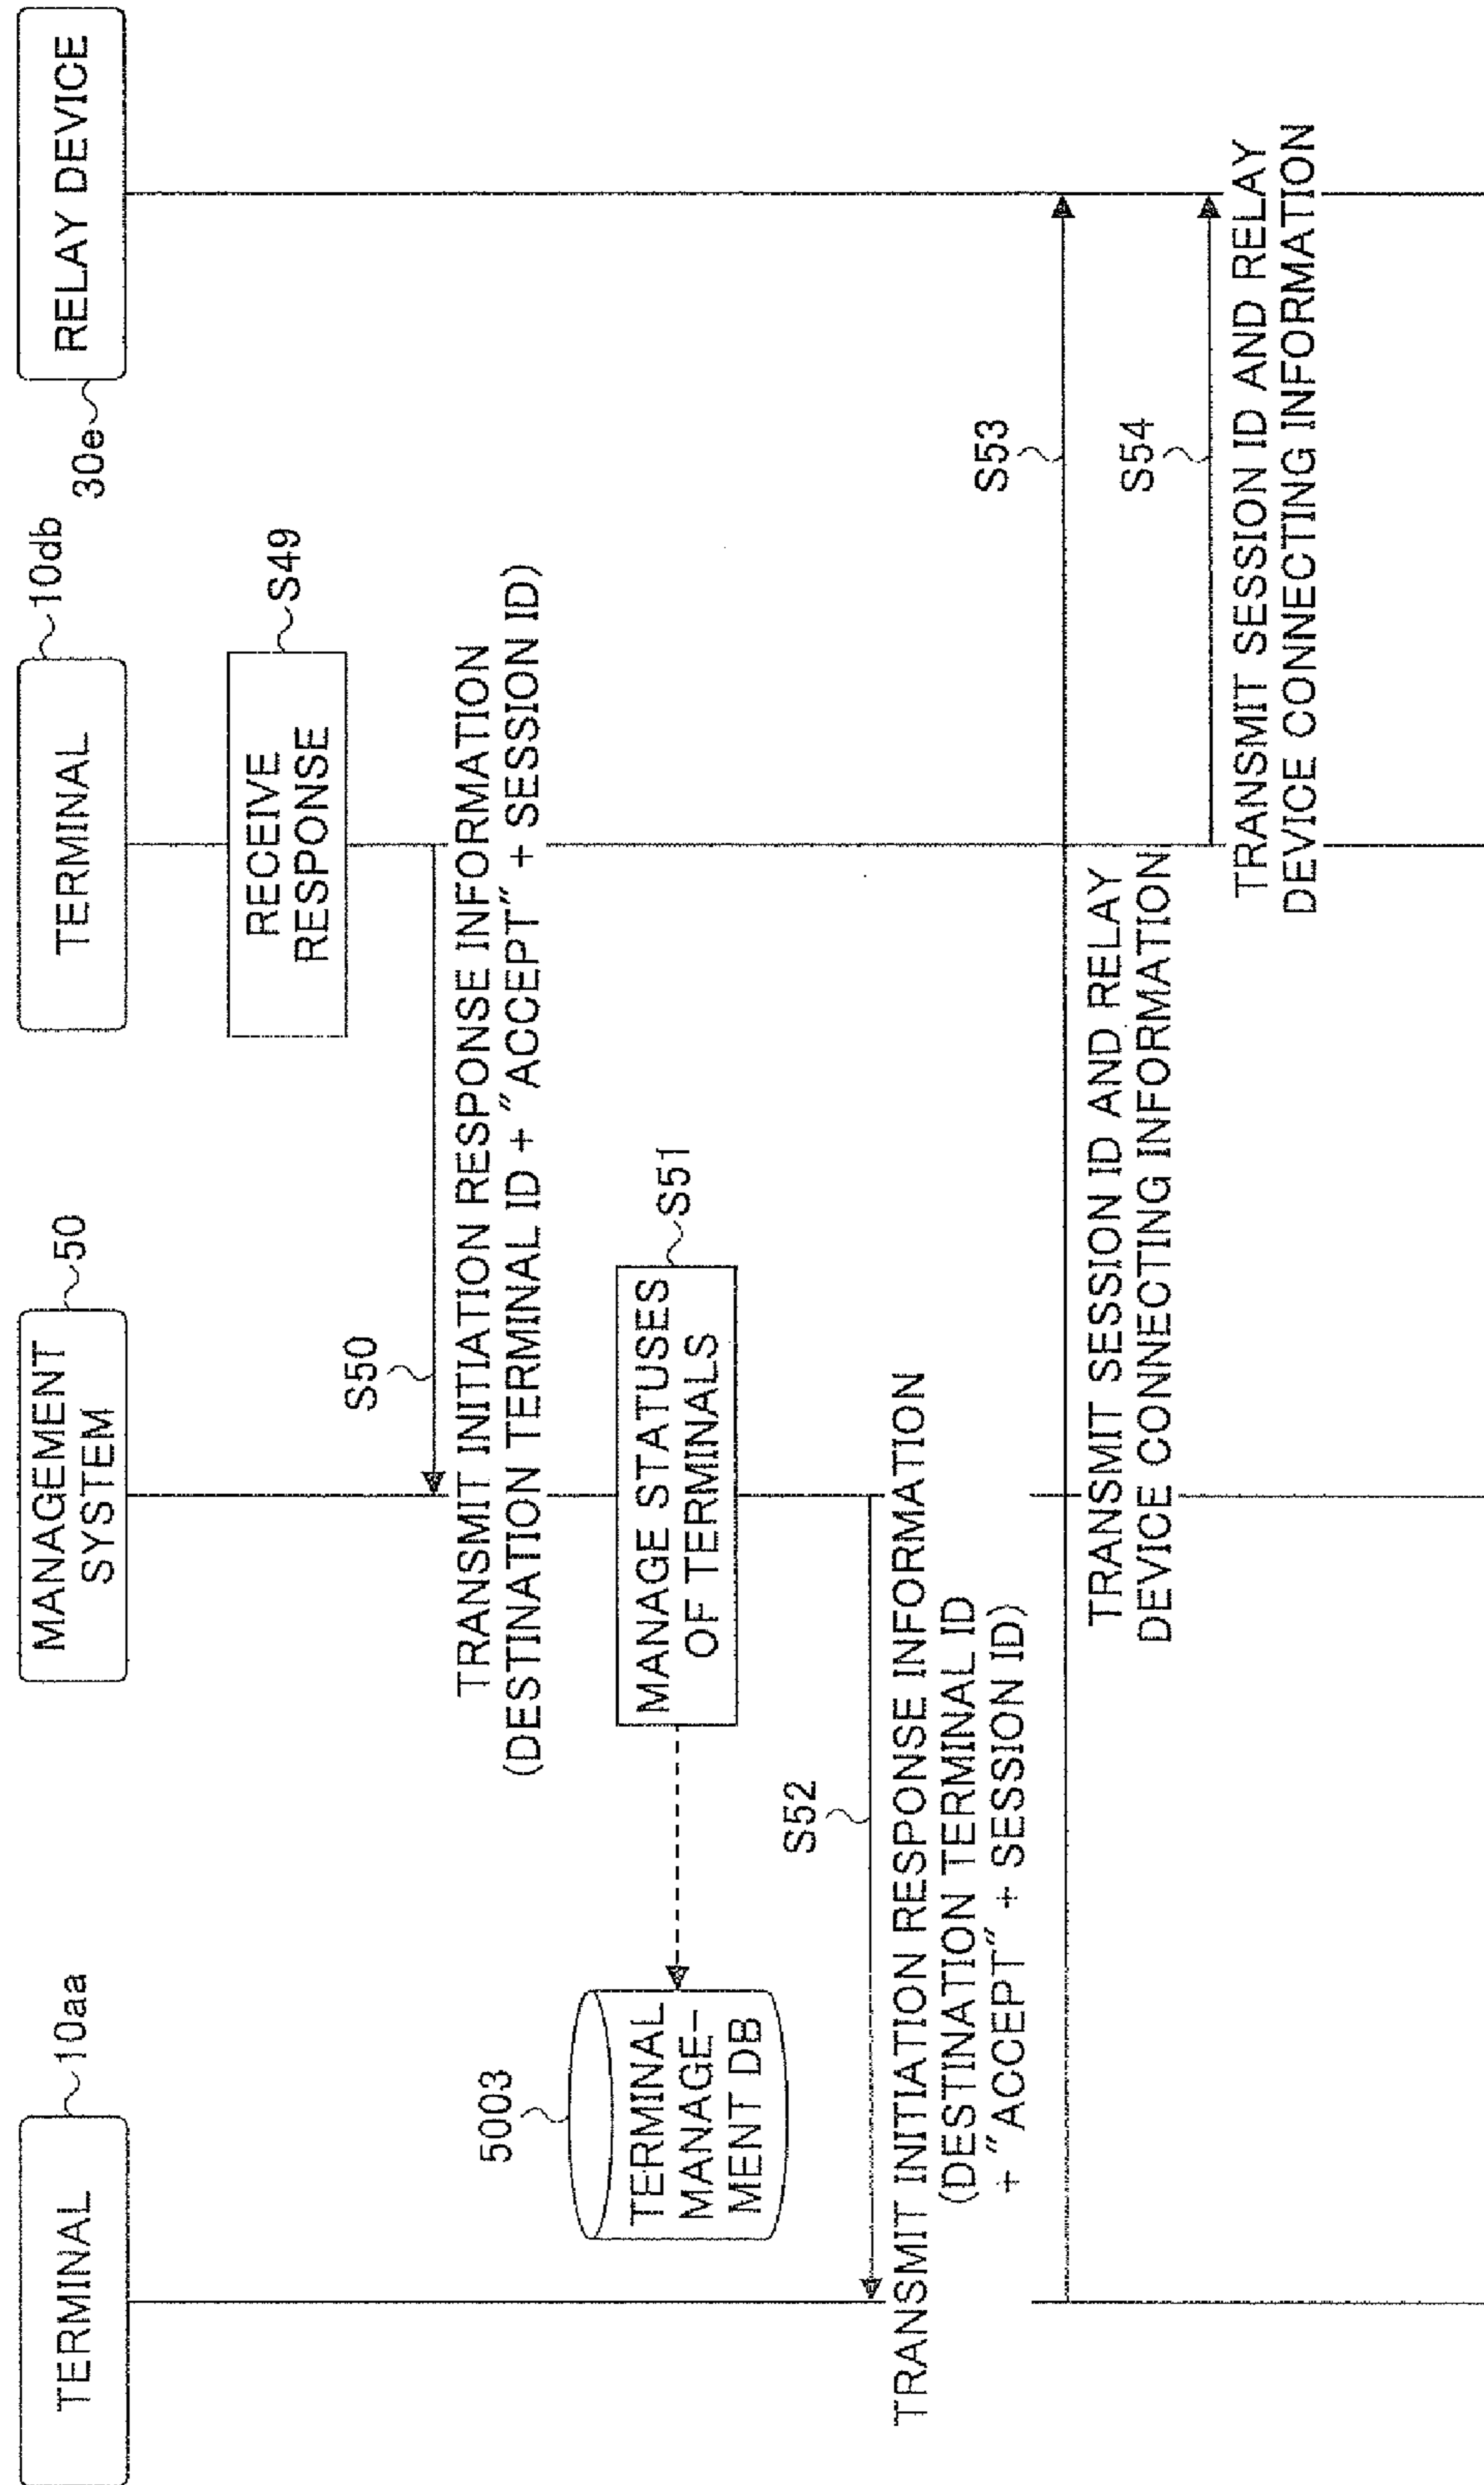 TERMINAL
10aa
MANAGEMENT
SYSTEM
50
TERMINAL
10db
RELAY DEVICE
30e
RECEIVE
RESPONSE
S49
S50
TRANSMIT INITIATION RESPONSE INFORMATION
(DESTINATION TERMINAL ID + "ACCEPT" + SESSION ID)
5003
TERMINAL
MANAGE-
MENT DB
MANAGE STATUSES
OF TERMINALS
S51
S52
TRANSMIT INITIATION RESPONSE INFORMATION
(DESTINATION TERMINAL ID
+ "ACCEPT" + SESSION ID)
S53
TRANSMIT SESSION ID AND RELAY
DEVICE CONNECTING INFORMATION
S54
TRANSMIT SESSION ID AND RELAY
DEVICE CONNECTING INFORMATION